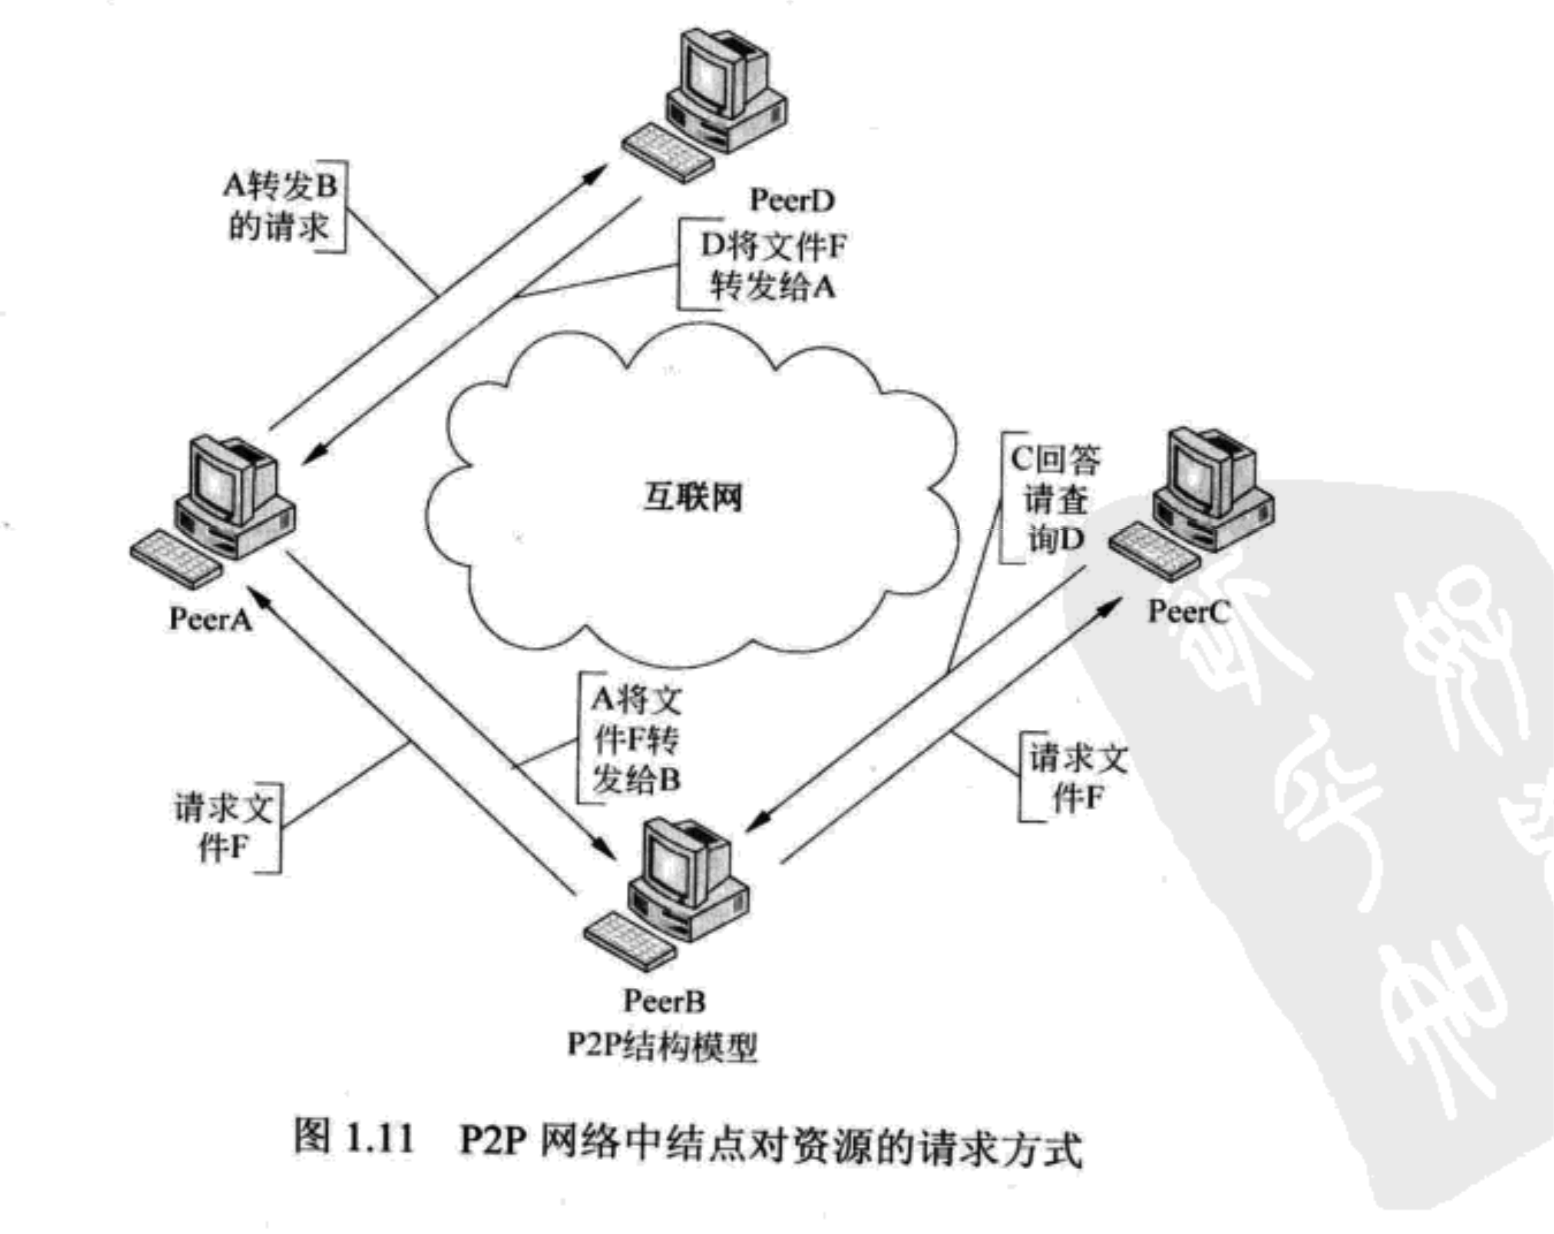 PeerD
A转发B
的请求
D将文件F
转发给A
互联网
C回答
请查
询D
PeerA
PeerC
A将文
件F转
发给B
请求文
件F
请求文
件F
PeerB
P2P结构模型
图 1.11 P2P 网络中结点对资源的请求方式